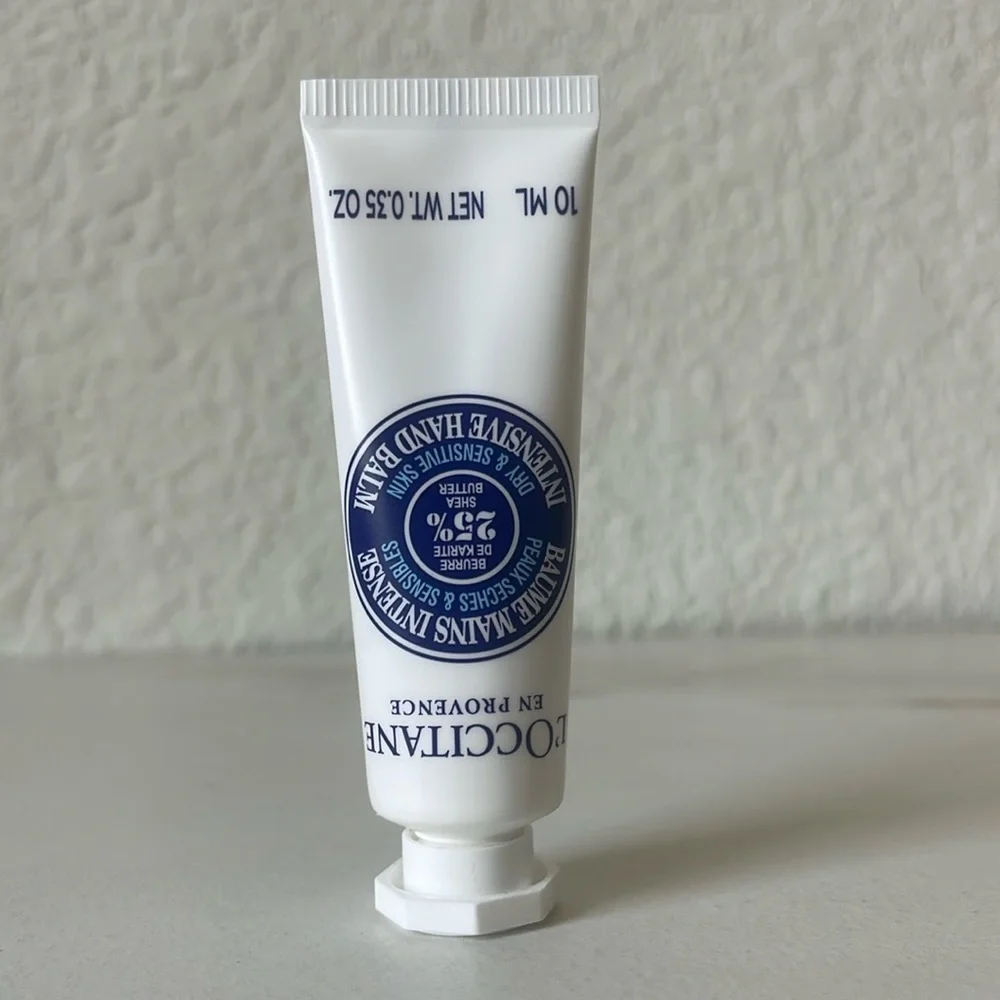 L'OCCITANE
EN PROVENCE
BAUME MAINS INTENSE
PEAUX SECHES & SENSIBLES
BEURRE
DE KARITE
25%
SHEA
BUTTER
DRY & SENSITIVE SKIN
INTENSIVE HAND BALM
10 ML NET WT. 0.35 OZ.